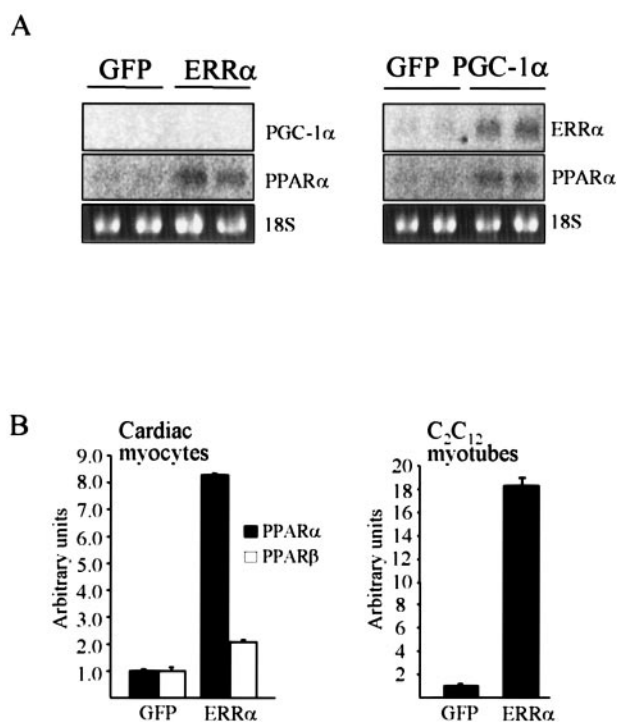 A
GFP ERRα GFP PGC-1α
PGC-1α ERRα
PPARα PPARα
18S 18S
B
Cardiac myocytes
Arbitrary units
9.0
8.0
7.0
6.0
5.0
4.0
3.0
2.0
1.0
PPARα
PPARβ
GFP ERRα
C₂C₁₂ myotubes
Arbitrary units
20
18
16
14
12
10
8
6
4
2
GFP ERRα